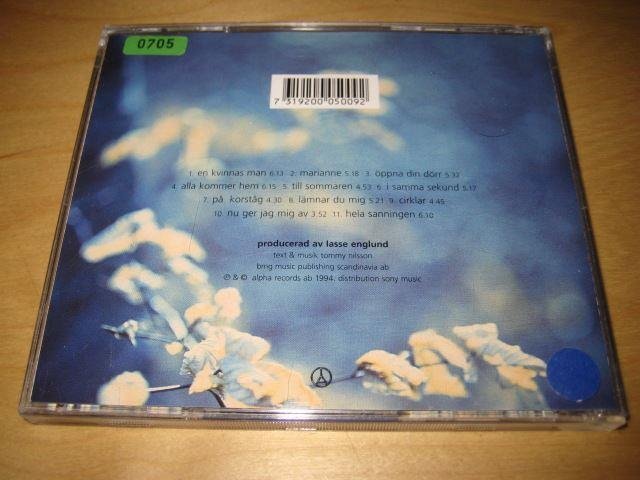 0705
7 319200 050092
1. en kvinnas man 6.13 2. marianne 5.18 3. öppna din dörr 5.32
4. alla kommer hem 6.15 5. till sommaren 4.53 6. i samma sekund 5.17
7. på korståg 4.30 8. lämnar du mig 5.21 9. cirklar 4.45
10. nu ger jag mig av 3.52 11. hela sanningen 6.10
producerad av lasse englund
text & musik tommy nilsson
bmg music publishing scandinavia ab
℗ & © alpha records ab 1994. distribution sony music